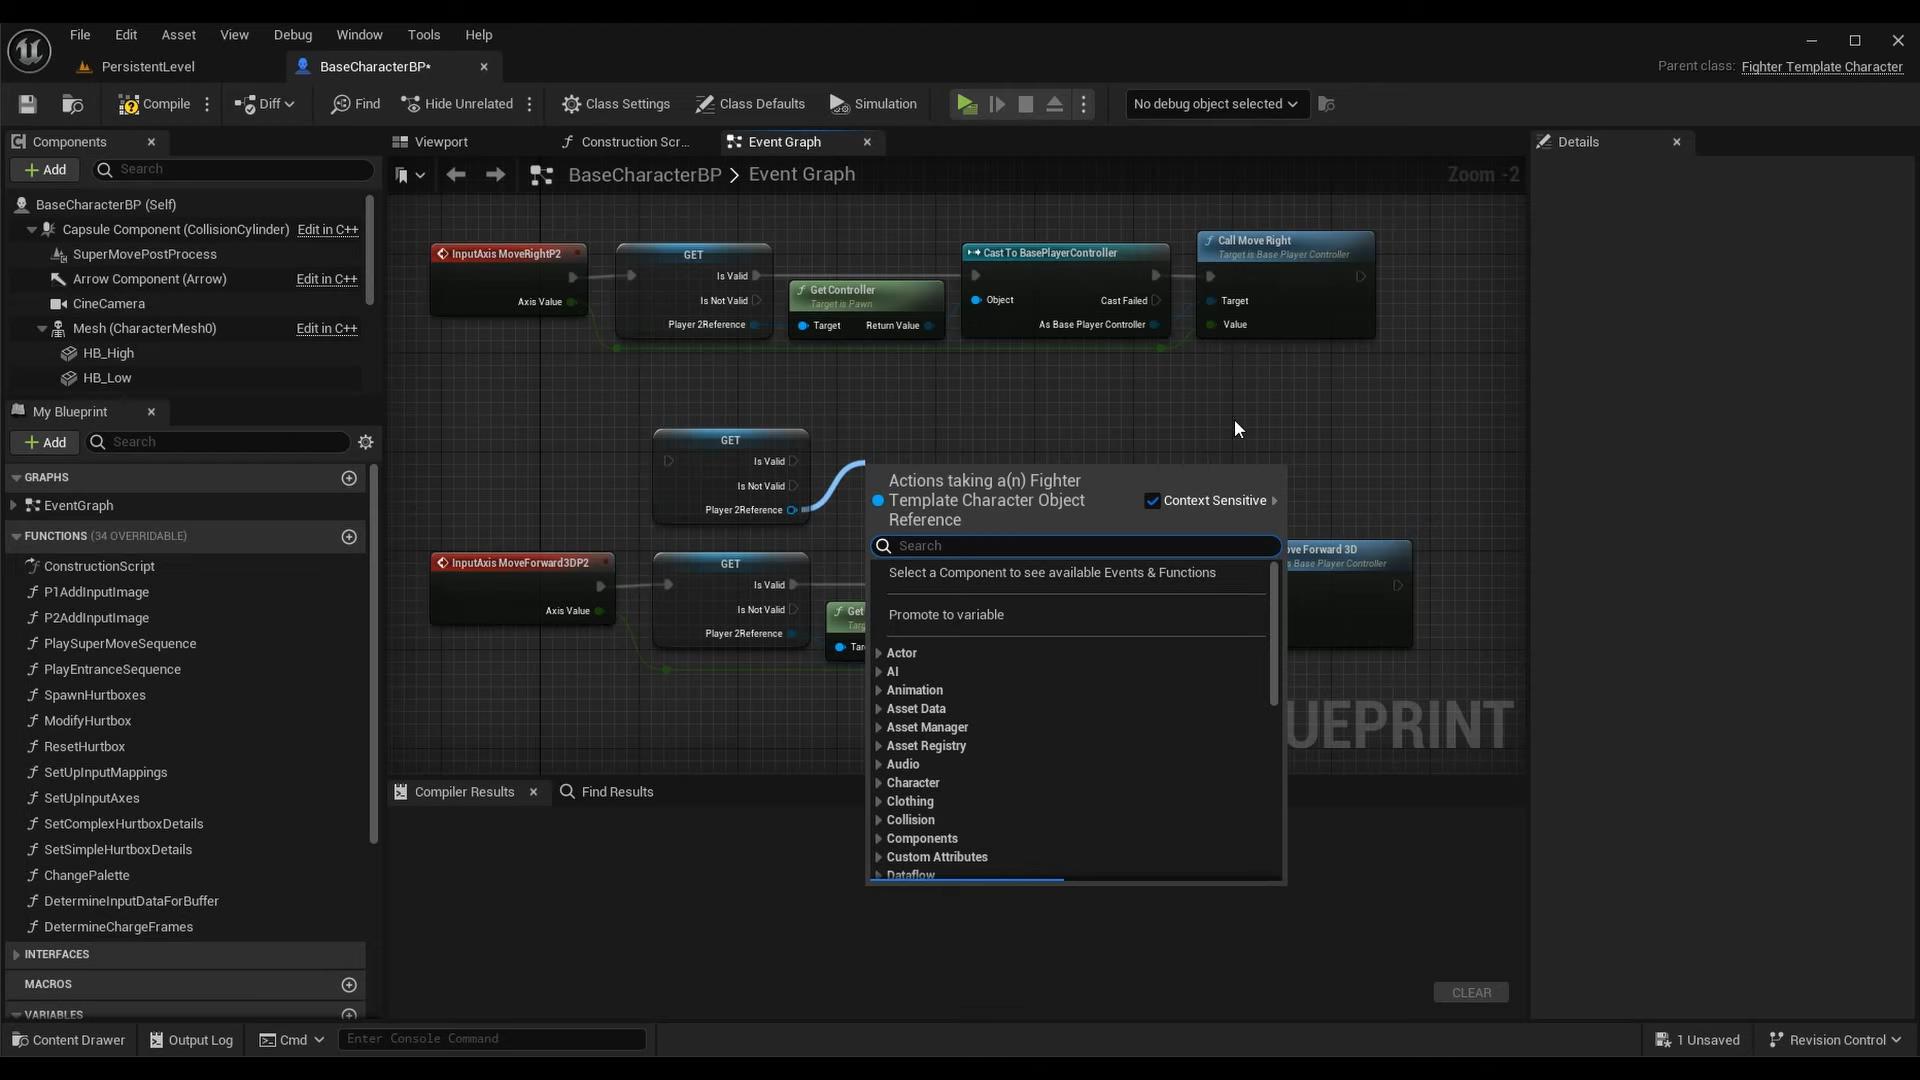 File Edit Asset View Debug Window Tools Help
PersistentLevel
BaseCharacterBP*
Parent class: Fighter Template Character
Compile
Diff
Find
Hide Unrelated
Class Settings
Class Defaults
Simulation
No debug object selected
Components
Viewport
Construction Scr...
Event Graph
Details
Add
Search
BaseCharacterBP > Event Graph
Zoom -2
BaseCharacterBP (Self)
Capsule Component (CollisionCylinder) Edit in C++
SuperMovePostProcess
Arrow Component (Arrow) Edit in C++
CineCamera
Mesh (CharacterMesh0) Edit in C++
HB_High
HB_Low
My Blueprint
Add
Search
GRAPHS
EventGraph
FUNCTIONS (34 OVERRIDABLE)
ConstructionScript
P1AddInputImage
P2AddInputImage
PlaySuperMoveSequence
PlayEntranceSequence
SpawnHurtboxes
ModifyHurtbox
ResetHurtbox
SetUpInputMappings
SetUpInputAxes
SetComplexHurtboxDetails
SetSimpleHurtboxDetails
ChangePalette
DetermineInputDataForBuffer
DetermineChargeFrames
INTERFACES
MACROS
VARIABLES
InputAxis MoveRightP2
Axis Value
GET
Is Valid
Is Not Valid
Player 2Reference
Get Controller
Target is Pawn
Target Return Value
Cast To BasePlayerController
Object
Cast Failed
As Base Player Controller
Call Move Right
Target is Base Player Controller
Target
Value
GET
Is Valid
Is Not Valid
Player 2Reference
InputAxis MoveForward3DP2
Axis Value
GET
Is Valid
Is Not Valid
Player 2Reference
Get
Targ
Tar
ove Forward 3D
s Base Player Controller
Actions taking a(n) Fighter
Template Character Object
Reference
Context Sensitive
Search
Select a Component to see available Events & Functions
Promote to variable
Actor
AI
Animation
Asset Data
Asset Manager
Asset Registry
Audio
Character
Clothing
Collision
Components
Custom Attributes
Dataflow
UEPRINT
Compiler Results
Find Results
CLEAR
Content Drawer
Output Log
Cmd
Enter Console Command
1 Unsaved
Revision Control